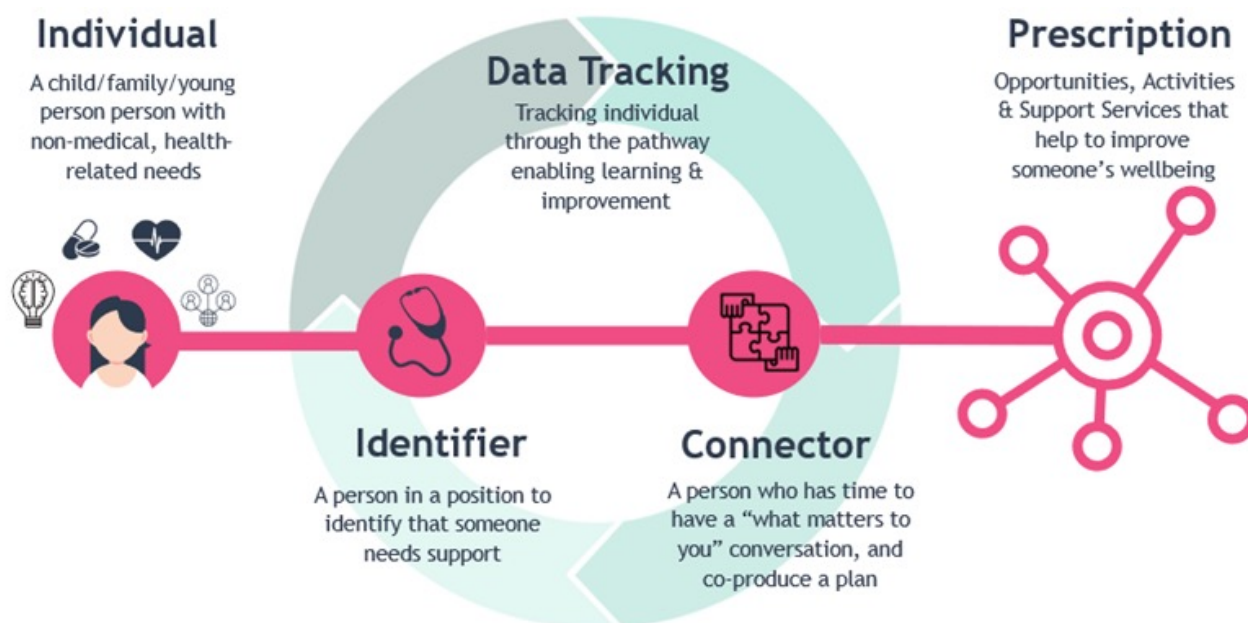 Individual
A child/family/young
person person with
non-medical, health-
related needs
Data Tracking
Tracking individual
through the pathway
enabling learning &
improvement
Prescription
Opportunities, Activities
& Support Services that
help to improve
someone's wellbeing
Identifier
A person in a position to
identify that someone
needs support
Connector
A person who has time to
have a "what matters to
you" conversation, and
co-produce a plan